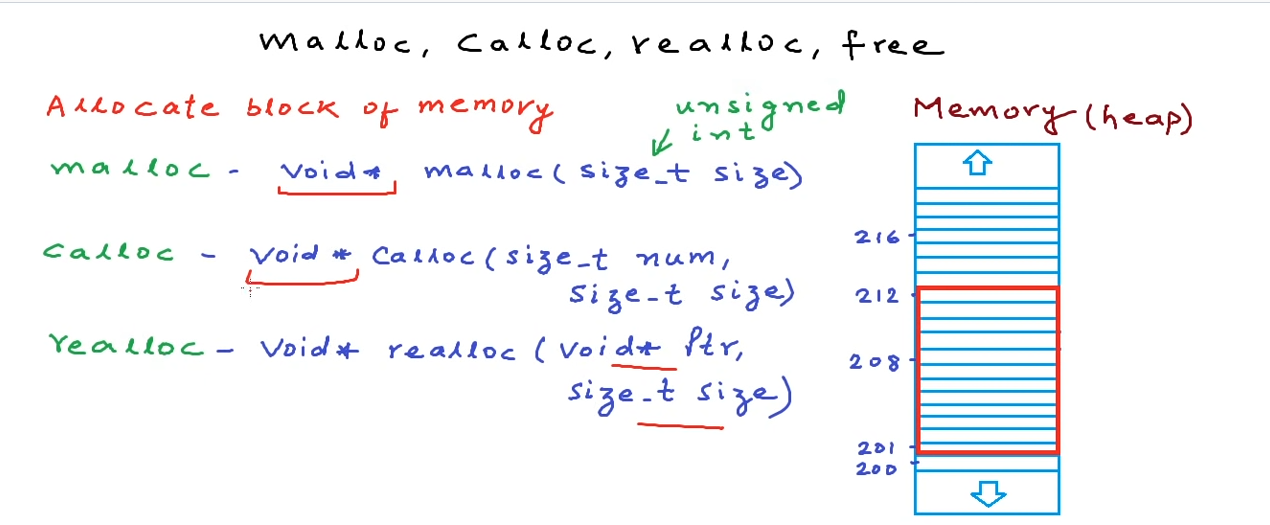 malloc, calloc, realloc, free
Allocate block of memory
unsigned
int
malloc - void* malloc(size_t size)
calloc - void* calloc(size_t num,
size_t size)
realloc - void* realloc(void* Ptr,
size_t size)
Memory(heap)
216
212
208
201
200